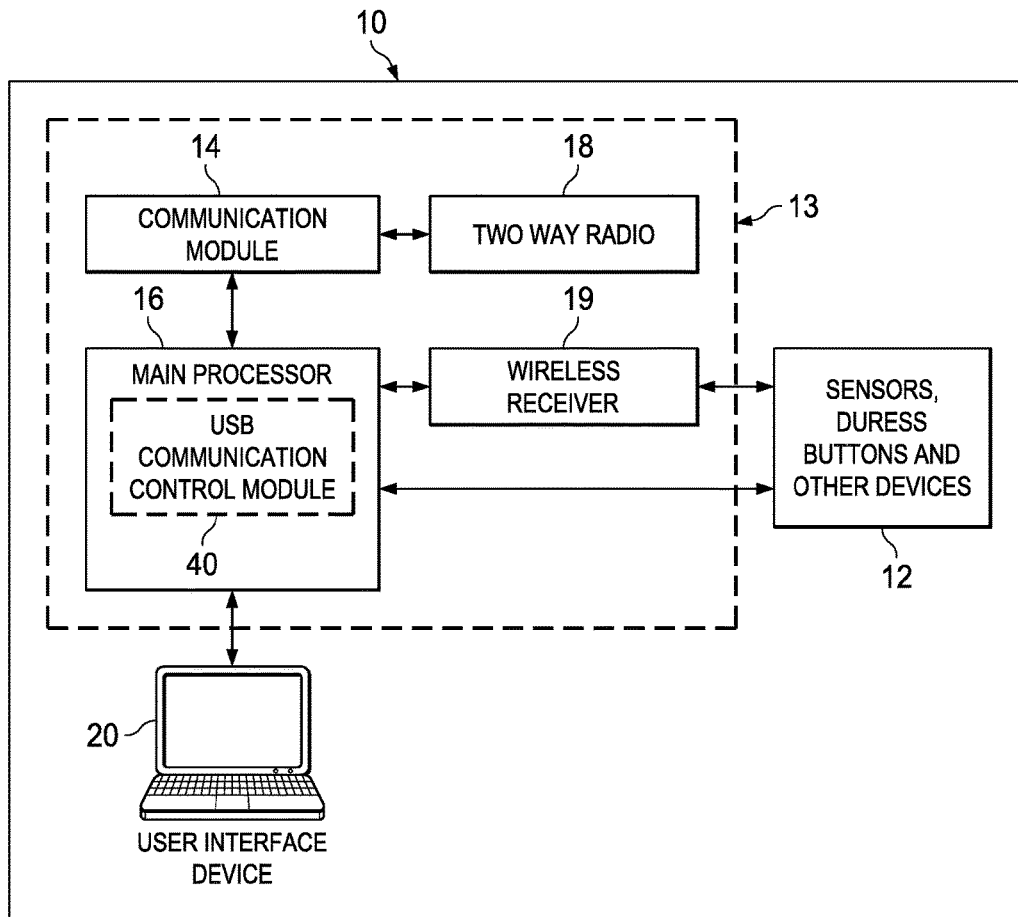 10
14
18
13
COMMUNICATION
MODULE
TWO WAY RADIO
16
19
MAIN PROCESSOR
USB
COMMUNICATION
CONTROL MODULE
40
WIRELESS
RECEIVER
SENSORS,
DURESS
BUTTONS AND
OTHER DEVICES
12
20
USER INTERFACE
DEVICE